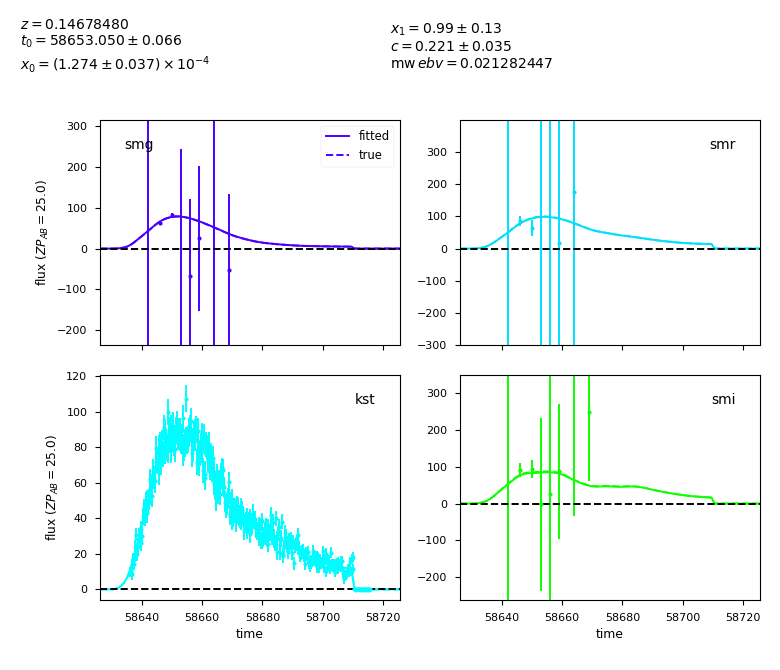 z = 0.14678480
t₀ = 58653.050 ± 0.066
x₀ = (1.274 ± 0.037) × 10⁻⁴
x₁ = 0.99 ± 0.13
c = 0.221 ± 0.035
mw ebv = 0.021282447
smg
fitted
true
300
200
100
0
−100
−200
flux (ZP_AB = 25.0)
smr
300
200
100
0
−100
−200
−300
kst
120
100
80
60
40
20
0
flux (ZP_AB = 25.0)
58640 58660 58680 58700 58720
time
smi
300
200
100
0
−100
−200
58640 58660 58680 58700 58720
time